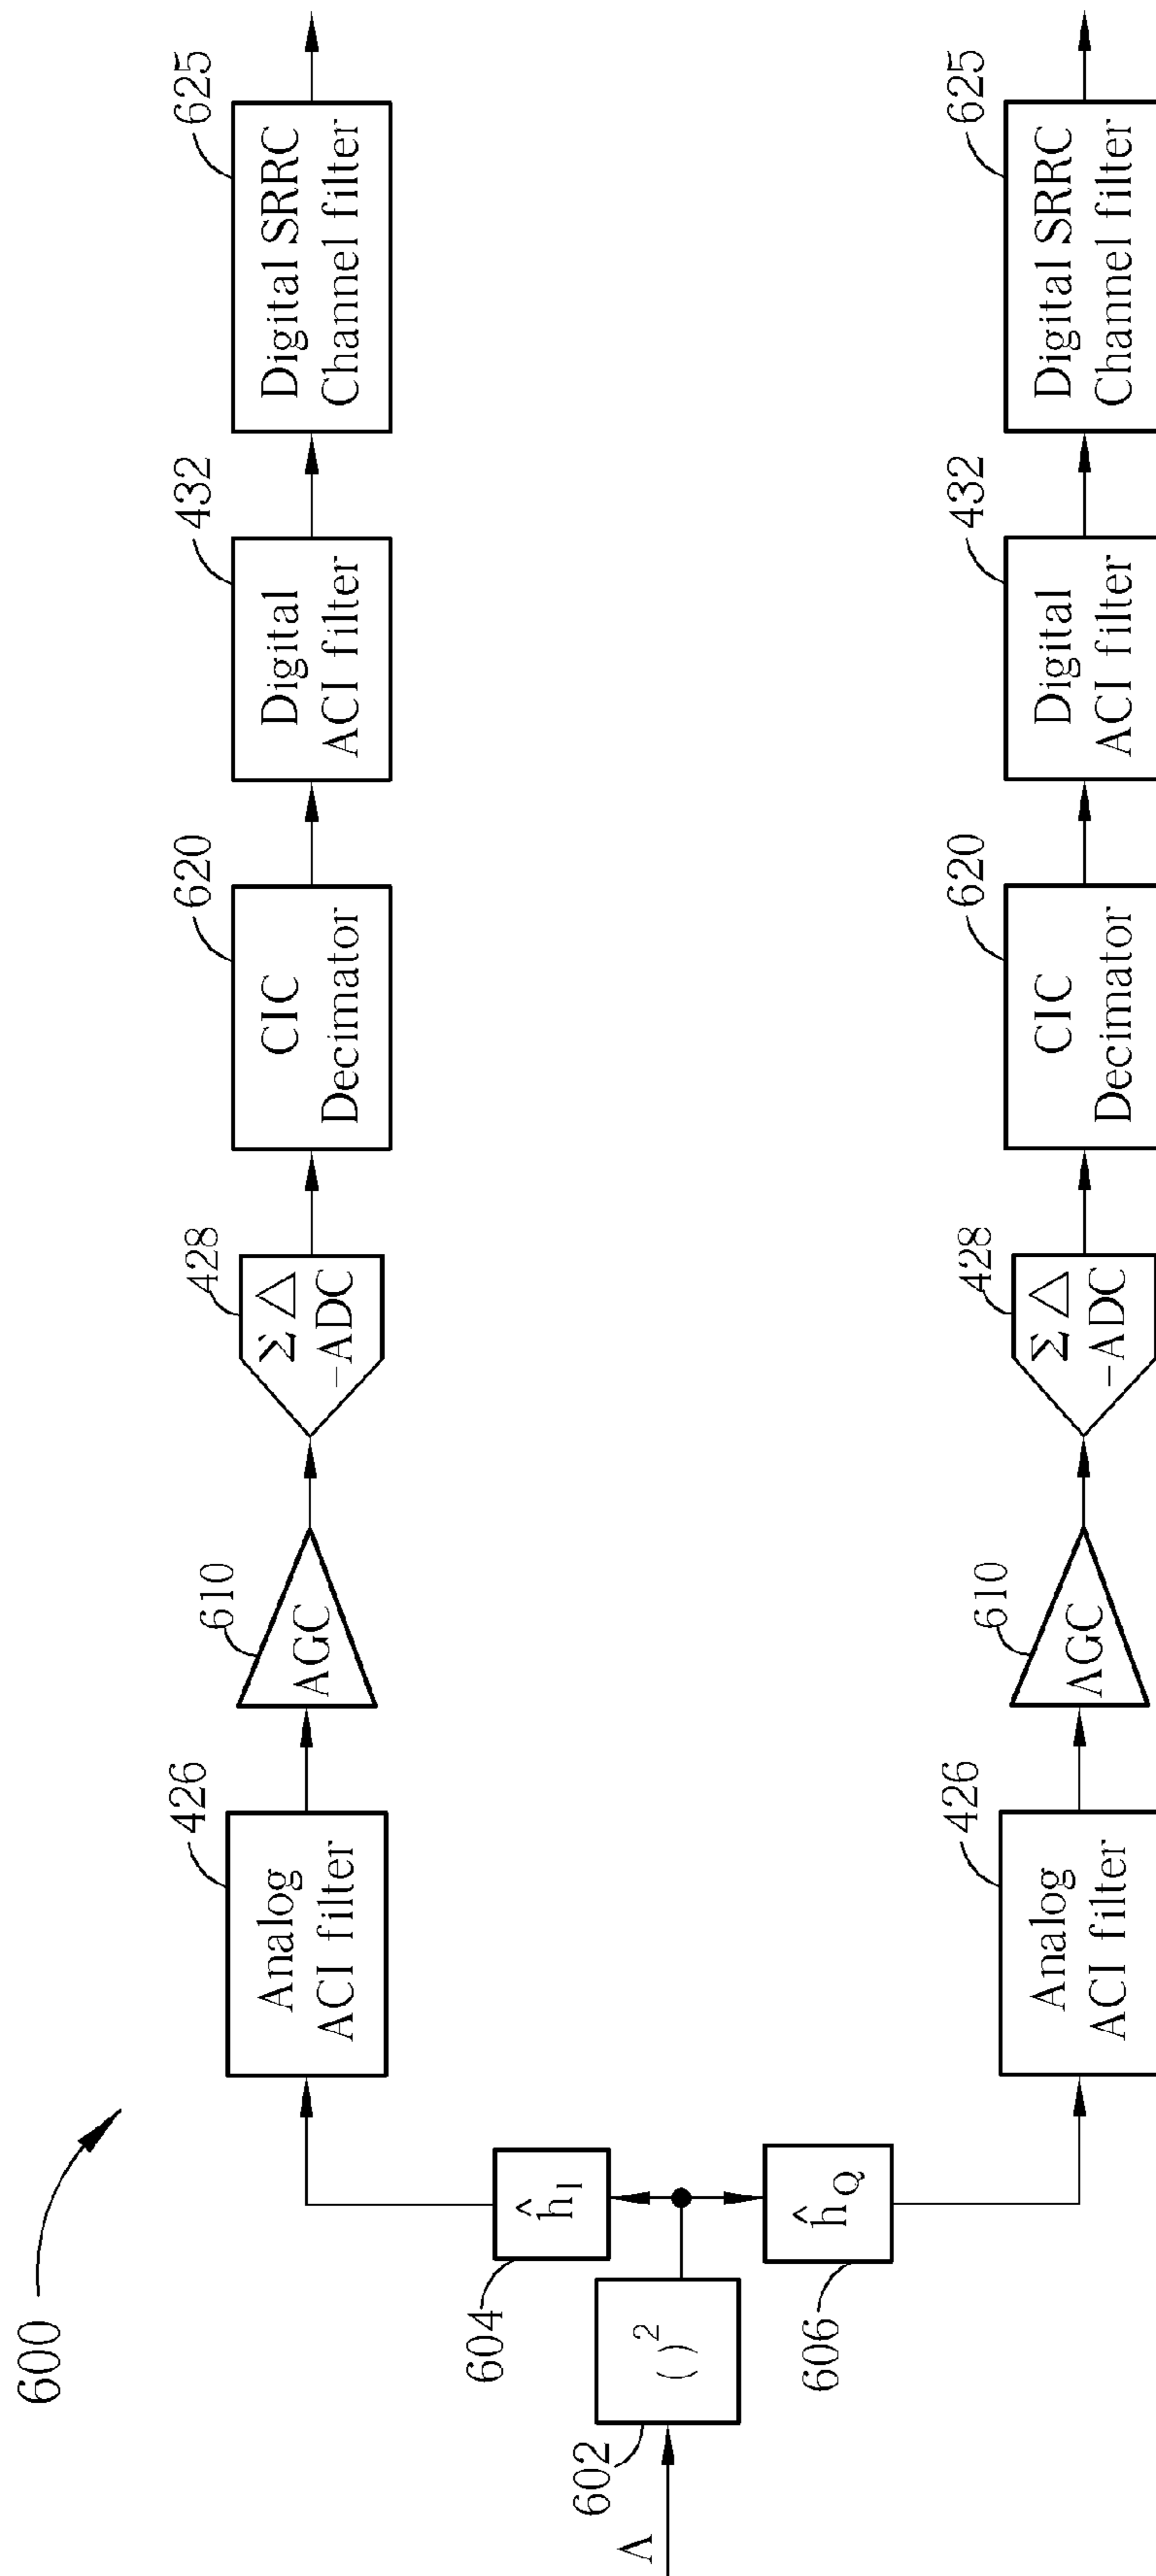 600
426
Analog
ACI filter
610
AGC
428
ΣΔ
-ADC
620
CIC
Decimator
432
Digital
ACI filter
625
Digital SRRC
Channel filter
604
ĥI
602
( )²
606
ĥQ
426
Analog
ACI filter
610
AGC
428
ΣΔ
-ADC
620
CIC
Decimator
432
Digital
ACI filter
625
Digital SRRC
Channel filter